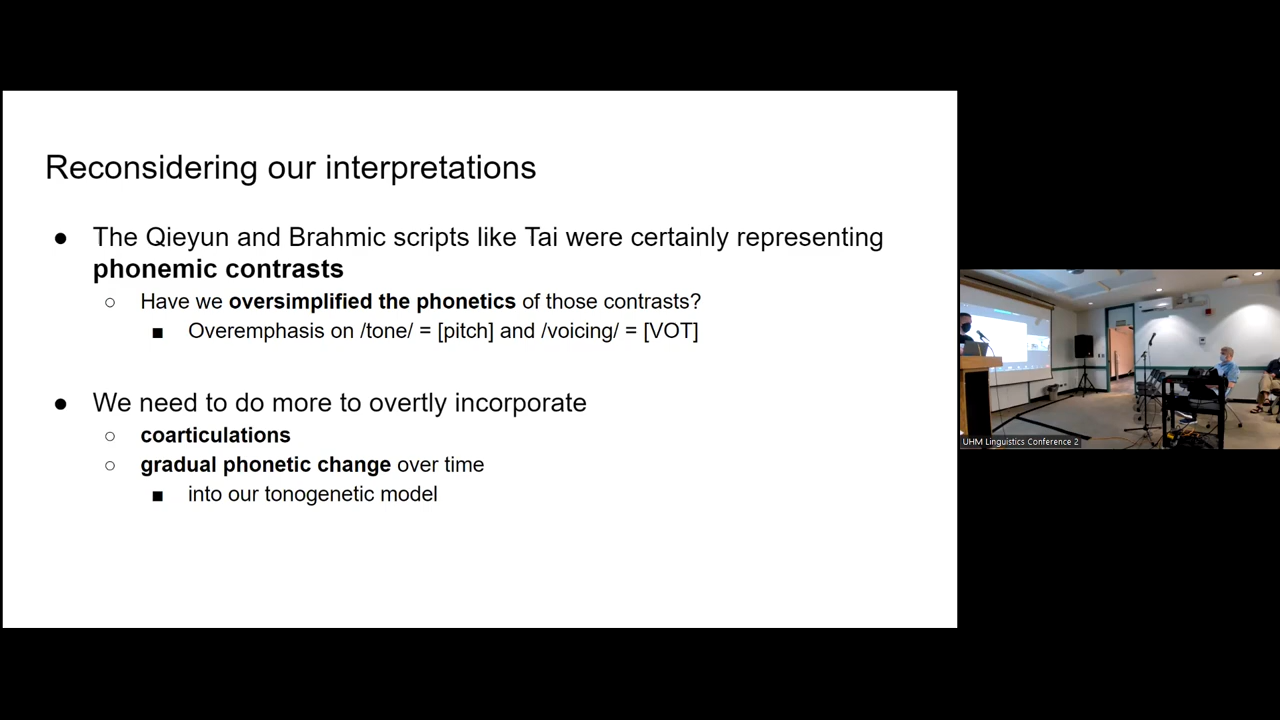 Reconsidering our interpretations
● The Qieyun and Brahmic scripts like Tai were certainly representing
phonemic contrasts
○ Have we oversimplified the phonetics of those contrasts?
■ Overemphasis on /tone/ = [pitch] and /voicing/ = [VOT]
● We need to do more to overtly incorporate
○ coarticulations
○ gradual phonetic change over time
■ into our tonogenetic model
UHM Linguistics Conference 2